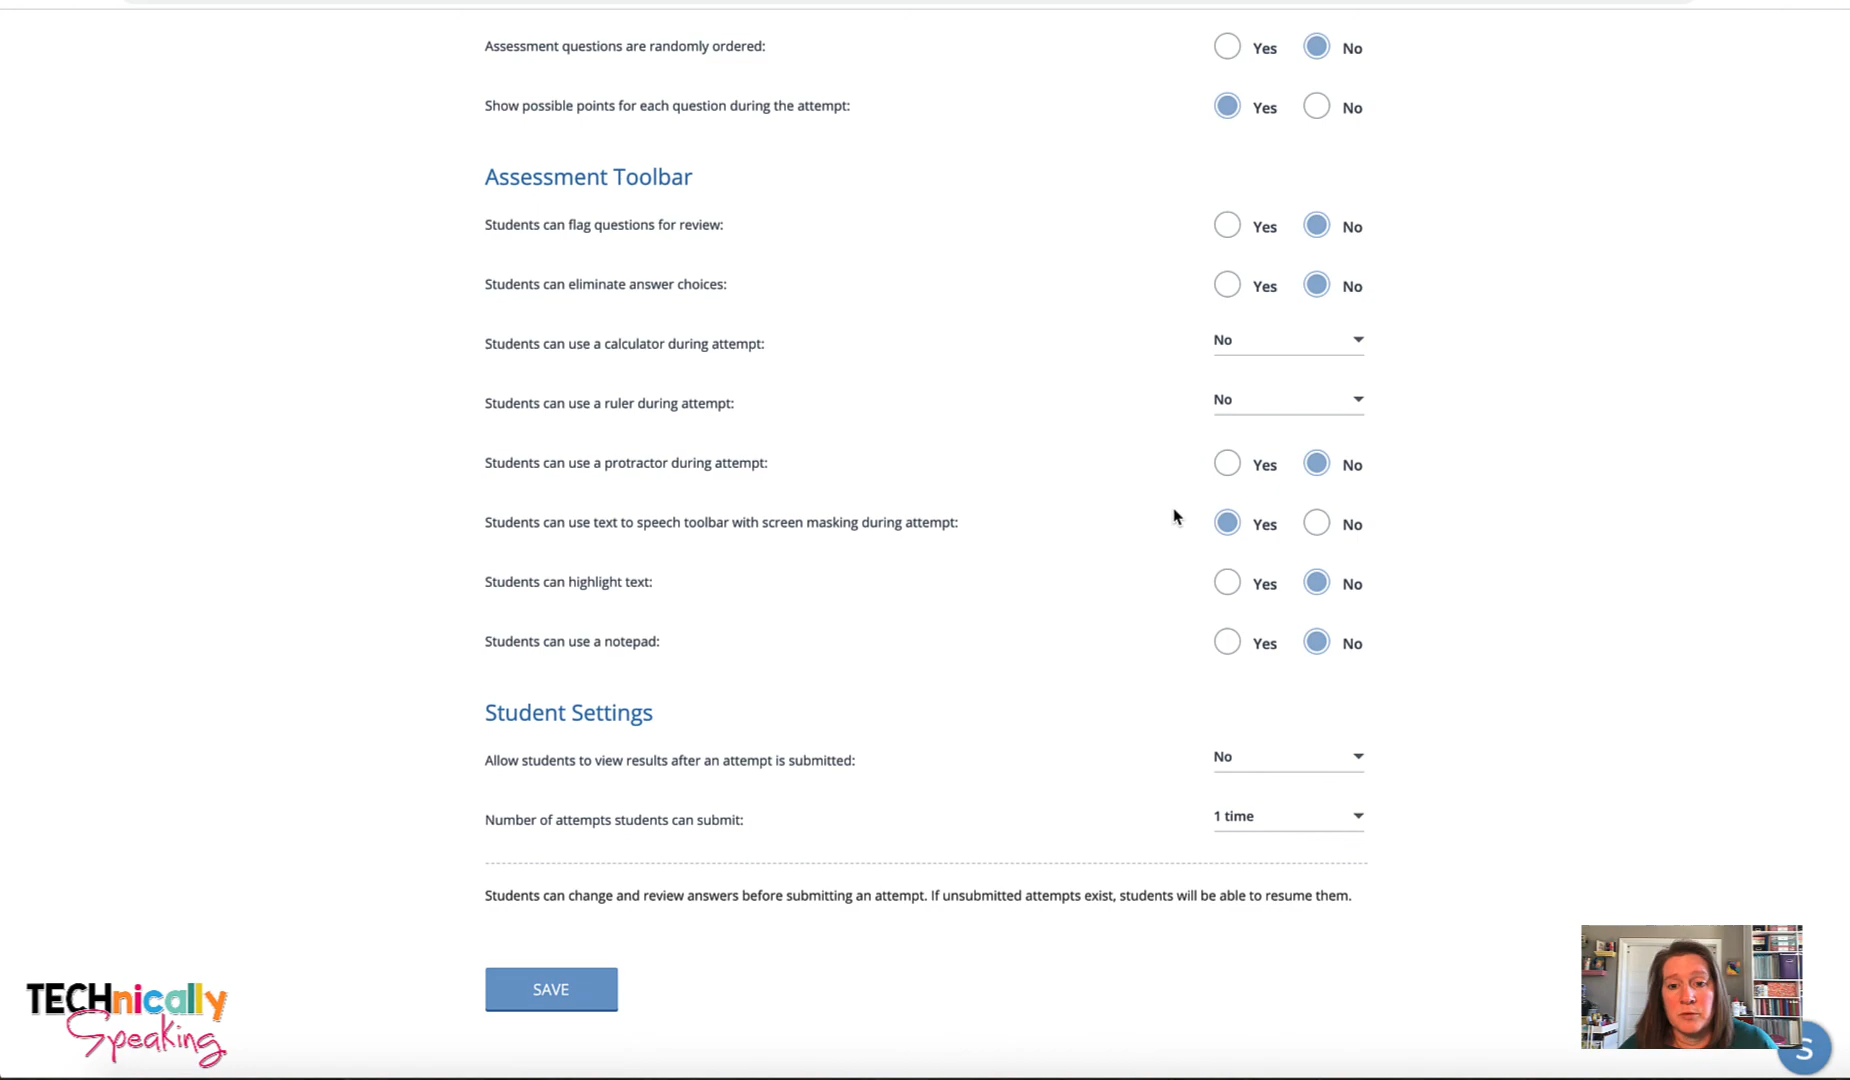 Assessment questions are randomly ordered: Yes No
Show possible points for each question during the attempt: Yes No
Assessment Toolbar
Students can flag questions for review: Yes No
Students can eliminate answer choices: Yes No
Students can use a calculator during attempt: No
Students can use a ruler during attempt: No
Students can use a protractor during attempt: Yes No
Students can use text to speech toolbar with screen masking during attempt: Yes No
Students can highlight text: Yes No
Students can use a notepad: Yes No
Student Settings
Allow students to view results after an attempt is submitted: No
Number of attempts students can submit: 1 time
Students can change and review answers before submitting an attempt. If unsubmitted attempts exist, students will be able to resume them.
SAVE
TECHnically
Speaking
S